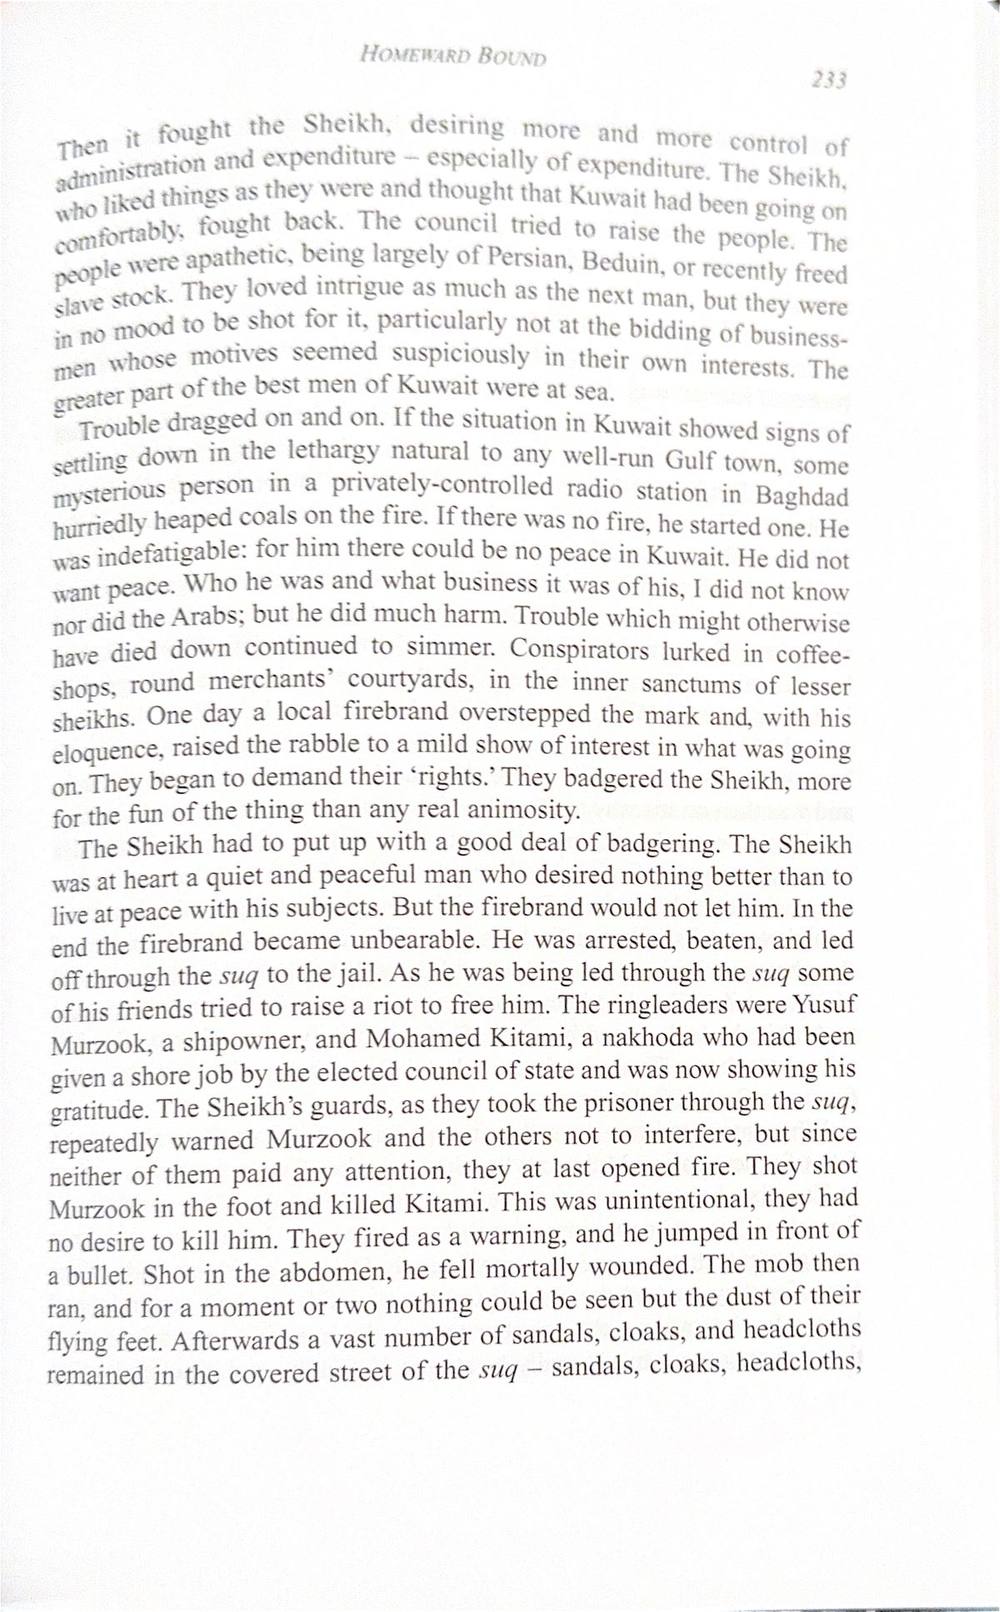 HOMEWARD BOUND
233
Then it fought the Sheikh, desiring more and more control of
administration and expenditure – especially of expenditure. The Sheikh,
who liked things as they were and thought that Kuwait had been going on
comfortably, fought back. The council tried to raise the people. The
people were apathetic, being largely of Persian, Beduin, or recently freed
slave stock. They loved intrigue as much as the next man, but they were
in no mood to be shot for it, particularly not at the bidding of business-
men whose motives seemed suspiciously in their own interests. The
greater part of the best men of Kuwait were at sea.
Trouble dragged on and on. If the situation in Kuwait showed signs of
settling down in the lethargy natural to any well-run Gulf town, some
mysterious person in a privately-controlled radio station in Baghdad
hurriedly heaped coals on the fire. If there was no fire, he started one. He
was indefatigable: for him there could be no peace in Kuwait. He did not
want peace. Who he was and what business it was of his, I did not know
nor did the Arabs; but he did much harm. Trouble which might otherwise
have died down continued to simmer. Conspirators lurked in coffee-
shops, round merchants’ courtyards, in the inner sanctums of lesser
sheikhs. One day a local firebrand overstepped the mark and, with his
eloquence, raised the rabble to a mild show of interest in what was going
on. They began to demand their ‘rights.’ They badgered the Sheikh, more
for the fun of the thing than any real animosity.
The Sheikh had to put up with a good deal of badgering. The Sheikh
was at heart a quiet and peaceful man who desired nothing better than to
live at peace with his subjects. But the firebrand would not let him. In the
end the firebrand became unbearable. He was arrested, beaten, and led
off through the suq to the jail. As he was being led through the suq some
of his friends tried to raise a riot to free him. The ringleaders were Yusuf
Murzook, a shipowner, and Mohamed Kitami, a nakhoda who had been
given a shore job by the elected council of state and was now showing his
gratitude. The Sheikh’s guards, as they took the prisoner through the suq,
repeatedly warned Murzook and the others not to interfere, but since
neither of them paid any attention, they at last opened fire. They shot
Murzook in the foot and killed Kitami. This was unintentional, they had
no desire to kill him. They fired as a warning, and he jumped in front of
a bullet. Shot in the abdomen, he fell mortally wounded. The mob then
ran, and for a moment or two nothing could be seen but the dust of their
flying feet. Afterwards a vast number of sandals, cloaks, and headcloths
remained in the covered street of the suq – sandals, cloaks, headcloths,